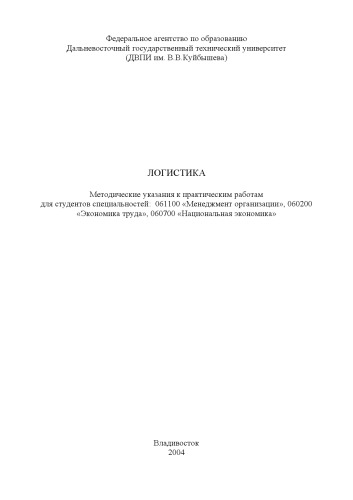 Федеральное агентство по образованию
Дальневосточный государственный технический университет
(ДВПИ им. В.В.Куйбышева)
ЛОГИСТИКА
Методические указания к практическим работам
для студентов специальностей: 061100 «Менеджмент организации», 060200
«Экономика труда», 060700 «Национальная экономика»
Владивосток
2004